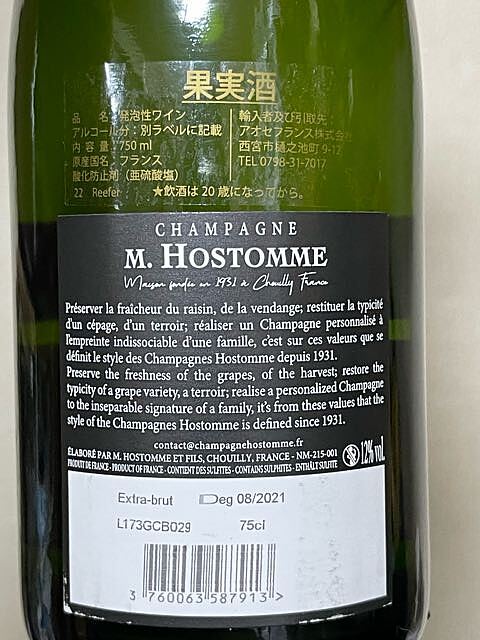 果実酒
品 名：発泡性ワイン
アルコール分：別ラベルに記載
内 容 量：750 ml
原産国名：フランス
酸化防止剤（亜硫酸塩）
22 Reefer ★飲酒は 20 歳になってから。
輸入者及び引取先：
アオセフランス株式会
西宮市樋之池町 9-12
TEL 0798-31-7017
CHAMPAGNE
M. HOSTOMME
Maison fondée en 1931 à Chouilly France
Préserver la fraîcheur du raisin, de la vendange; restituer la typicité
d'un cépage, d'un terroir; réaliser un Champagne personnalisé à
l'empreinte indissociable d'une famille, c'est sur ces valeurs que se
définit le style des Champagnes Hostomme depuis 1931.
Preserve the freshness of the grapes, of the harvest; restore the
typicity of a grape variety, a terroir; realise a personalized Champagne
to the inseparable signature of a family, it's from these values that the
style of the Champagnes Hostomme is defined since 1931.
contact@champagnehostomme.fr
ÉLABORÉ PAR M. HOSTOMME ET FILS, CHOUILLY, FRANCE - NM-215-001
PRODUIT DE FRANCE - PRODUCT OF FRANCE - CONTIENT DES SULFITES - CONTAINS SULPHITES - ENTHÄLT SULFITE
12% vol.
Extra-brut Deg 08/2021
L173GCB029 75cl
3 760063 587913 >